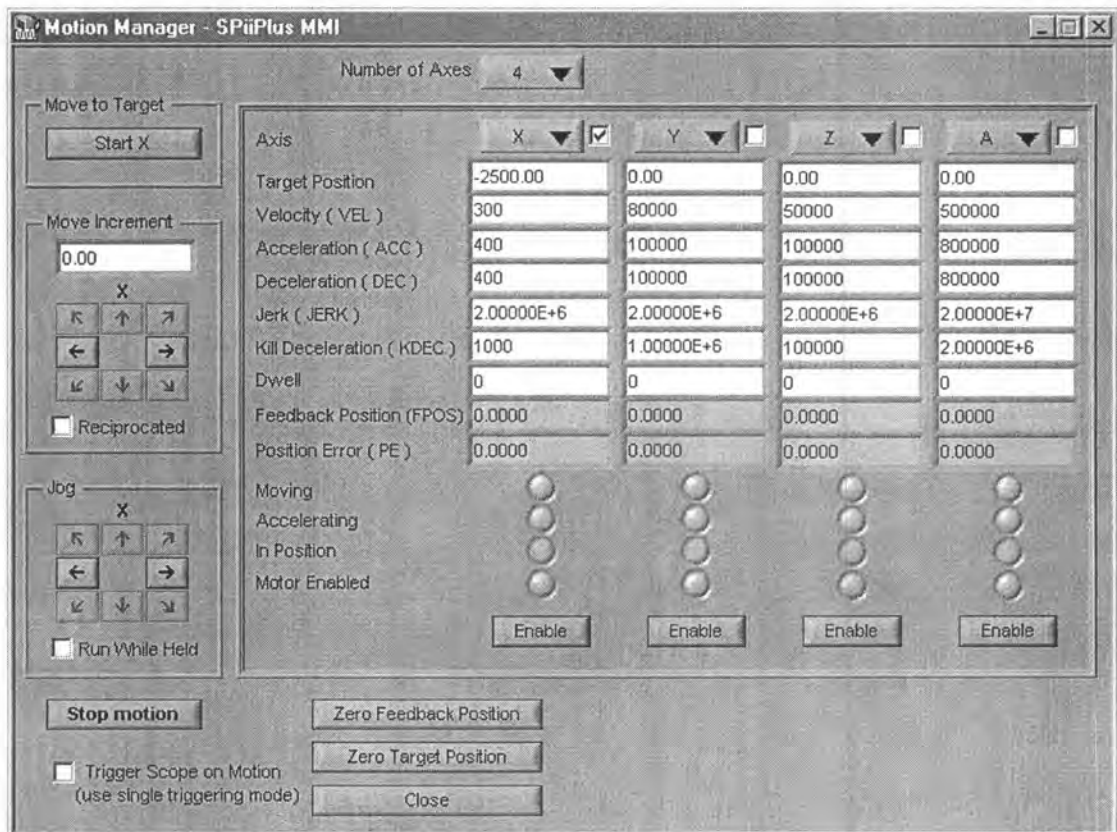 Motion Manager - SPiiPlus MMI
Number of Axes 4
Move to Target
Start X
Axis X Y Z A
Target Position -2500.00 0.00 0.00 0.00
Velocity ( VEL ) 300 80000 50000 500000
Move Increment
0.00
Acceleration ( ACC ) 400 100000 100000 800000
Deceleration ( DEC ) 400 100000 100000 800000
X
Jerk ( JERK ) 2.00000E+6 2.00000E+6 2.00000E+6 2.00000E+7
Kill Deceleration ( KDEC ) 1000 1.00000E+6 100000 2.00000E+6
Dwell 0 0 0 0
Reciprocated
Feedback Position (FPOS) 0.0000 0.0000 0.0000 0.0000
Position Error ( PE ) 0.0000 0.0000 0.0000 0.0000
Jog
X
Moving
Accelerating
In Position
Motor Enabled
Enable Enable Enable Enable
Run While Held
Stop motion
Zero Feedback Position
Zero Target Position
Trigger Scope on Motion
(use single triggering mode)
Close